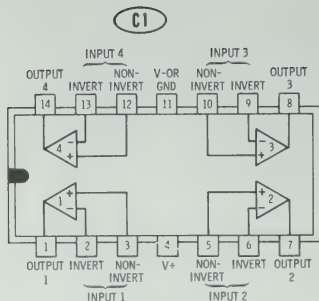 C1
INPUT 4
INPUT 3
OUTPUT
4
INVERT
NON-
INVERT
V-OR
GND
NON-
INVERT
INVERT
OUTPUT
3
14
13
12
11
10
9
8
- + 4
- + 3
1 + -
2 + -
1
2
3
4
5
6
7
OUTPUT
1
INVERT
NON-
INVERT
V+
NON-
INVERT
INVERT
OUTPUT
2
INPUT 1
INPUT 2